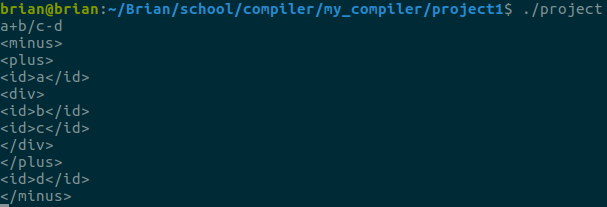 brian@brian:~/Brian/school/compiler/my_compiler/project1$ ./project
a+b/c-d
<minus>
<plus>
<id>a</id>
<div>
<id>b</id>
<id>c</id>
</div>
</plus>
<id>d</id>
</minus>